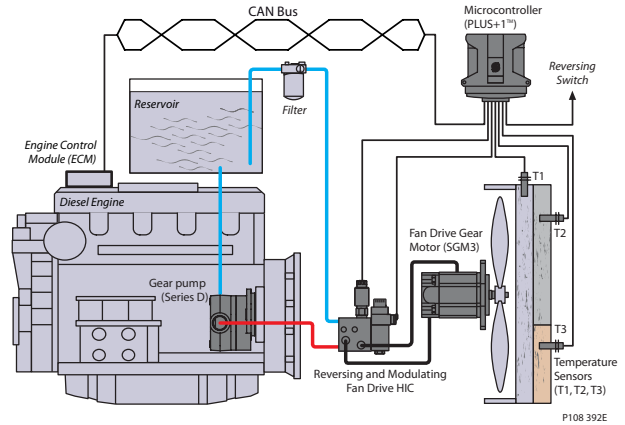 CAN Bus
Microcontroller
(PLUS+1™)
Reversing
Switch
Reservoir
Filter
Engine Control
Module (ECM)
T1
Diesel Engine
T2
Fan Drive Gear
Motor (SGM3)
Gear pump
(Series D)
T3
Reversing and Modulating
Fan Drive HIC
Temperature
Sensors
(T1, T2, T3)
P108 392E